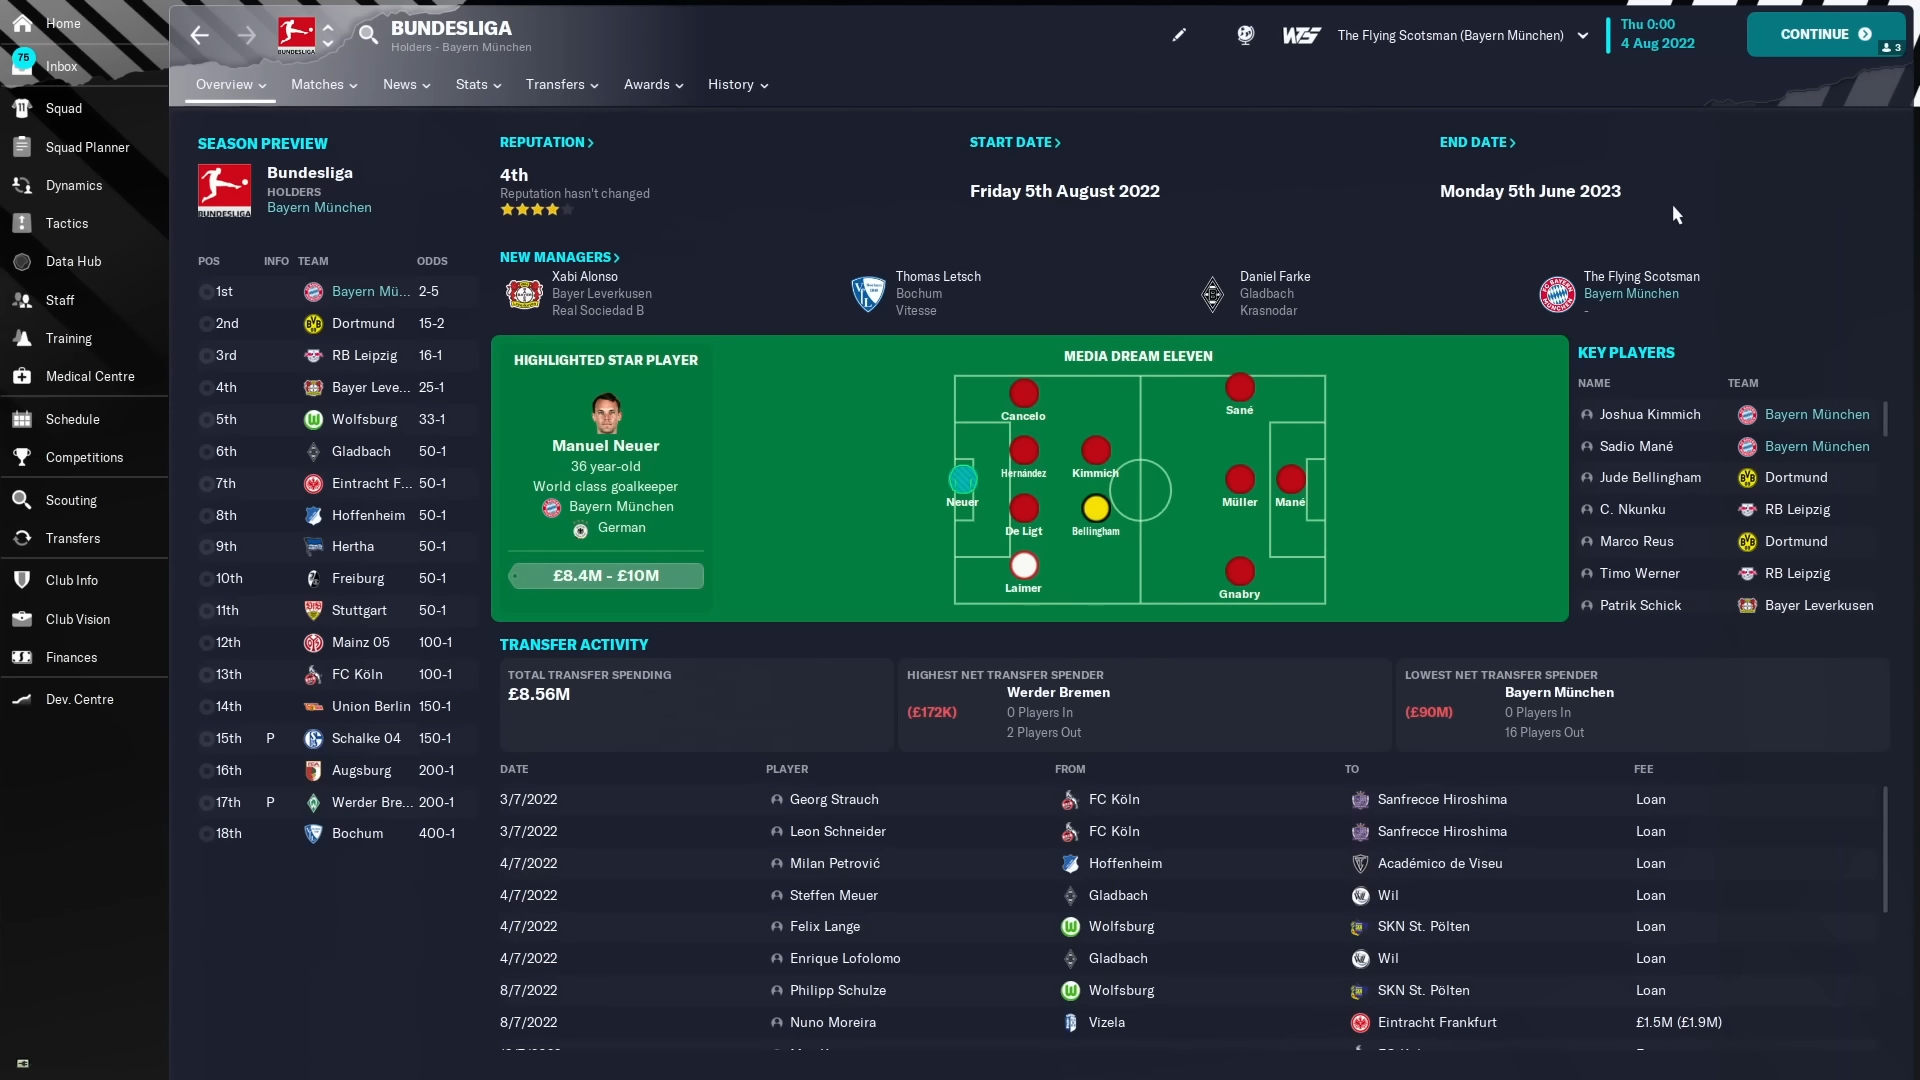 Home
75
Inbox
Squad
Squad Planner
Dynamics
Tactics
Data Hub
Staff
Training
Medical Centre
Schedule
Competitions
Scouting
Transfers
Club Info
Club Vision
Finances
Dev. Centre
BUNDESLIGA
BUNDESLIGA
Holders - Bayern München
The Flying Scotsman (Bayern München)
Thu 0:00
4 Aug 2022
CONTINUE
3
Overview
Matches
News
Stats
Transfers
Awards
History
SEASON PREVIEW
BUNDESLIGA
Bundesliga
HOLDERS
Bayern München
POS INFO TEAM ODDS
1st Bayern Mü... 2-5
2nd Dortmund 15-2
3rd RB Leipzig 16-1
4th Bayer Leve... 25-1
5th Wolfsburg 33-1
6th Gladbach 50-1
7th Eintracht F... 50-1
8th Hoffenheim 50-1
9th Hertha 50-1
10th Freiburg 50-1
11th Stuttgart 50-1
12th Mainz 05 100-1
13th FC Köln 100-1
14th Union Berlin 150-1
15th P Schalke 04 150-1
16th Augsburg 200-1
17th P Werder Bre... 200-1
18th Bochum 400-1
REPUTATION
4th
Reputation hasn't changed
START DATE
Friday 5th August 2022
END DATE
Monday 5th June 2023
NEW MANAGERS
Xabi Alonso
Bayer Leverkusen
Real Sociedad B
Thomas Letsch
Bochum
Vitesse
Daniel Farke
Gladbach
Krasnodar
The Flying Scotsman
Bayern München
-
HIGHLIGHTED STAR PLAYER
Manuel Neuer
36 year-old
World class goalkeeper
Bayern München
German
£8.4M - £10M
MEDIA DREAM ELEVEN
Cancelo
Sané
Hernández
Kimmich
Neuer
Müller
Mané
De Ligt
Bellingham
Laimer
Gnabry
KEY PLAYERS
NAME TEAM
Joshua Kimmich Bayern München
Sadio Mané Bayern München
Jude Bellingham Dortmund
C. Nkunku RB Leipzig
Marco Reus Dortmund
Timo Werner RB Leipzig
Patrik Schick Bayer Leverkusen
TRANSFER ACTIVITY
TOTAL TRANSFER SPENDING
£8.56M
HIGHEST NET TRANSFER SPENDER
Werder Bremen
(£172K)
0 Players In
2 Players Out
LOWEST NET TRANSFER SPENDER
Bayern München
(£90M)
0 Players In
16 Players Out
DATE PLAYER FROM TO FEE
3/7/2022 Georg Strauch FC Köln Sanfrecce Hiroshima Loan
3/7/2022 Leon Schneider FC Köln Sanfrecce Hiroshima Loan
4/7/2022 Milan Petrović Hoffenheim Académico de Viseu Loan
4/7/2022 Steffen Meuer Gladbach Wil Loan
4/7/2022 Felix Lange Wolfsburg SKN St. Pölten Loan
4/7/2022 Enrique Lofolomo Gladbach Wil Loan
8/7/2022 Philipp Schulze Wolfsburg SKN St. Pölten Loan
8/7/2022 Nuno Moreira Vizela Eintracht Frankfurt £1.5M (£1.9M)